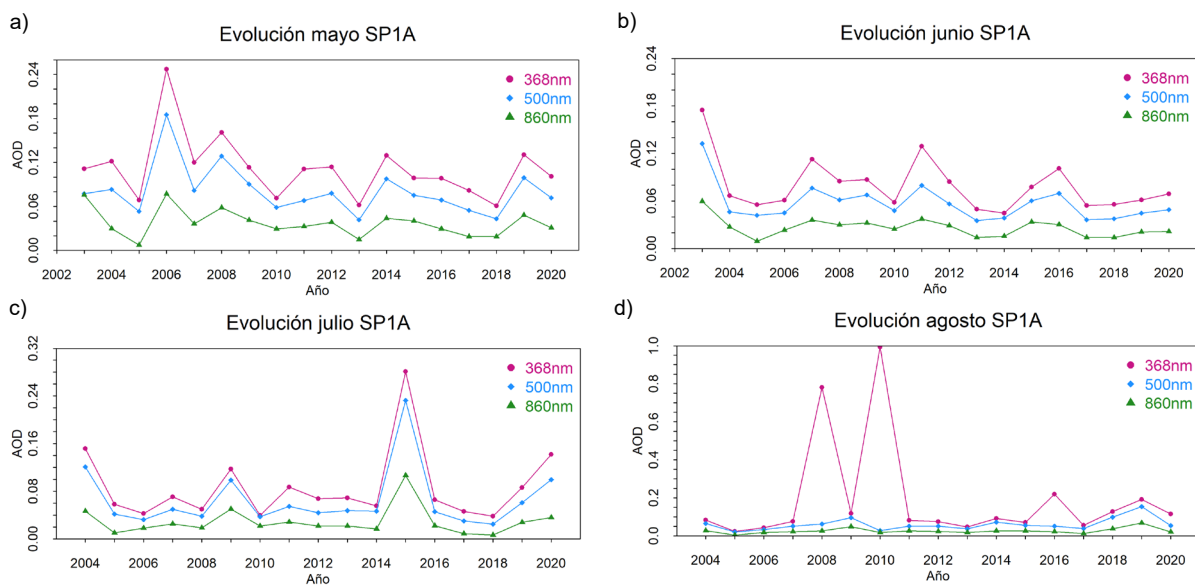 a)
Evolución mayo SP1A
368nm
500nm
860nm
AOD
0.24
0.18
0.12
0.06
0.00
2002 2004 2006 2008 2010 2012 2014 2016 2018 2020
Año
b)
Evolución junio SP1A
368nm
500nm
860nm
AOD
0.24
0.18
0.12
0.06
0.00
2002 2004 2006 2008 2010 2012 2014 2016 2018 2020
Año
c)
Evolución julio SP1A
368nm
500nm
860nm
AOD
0.32
0.24
0.16
0.08
0.00
2004 2006 2008 2010 2012 2014 2016 2018 2020
Año
d)
Evolución agosto SP1A
368nm
500nm
860nm
AOD
1.0
0.8
0.6
0.4
0.2
0.0
2004 2006 2008 2010 2012 2014 2016 2018 2020
Año